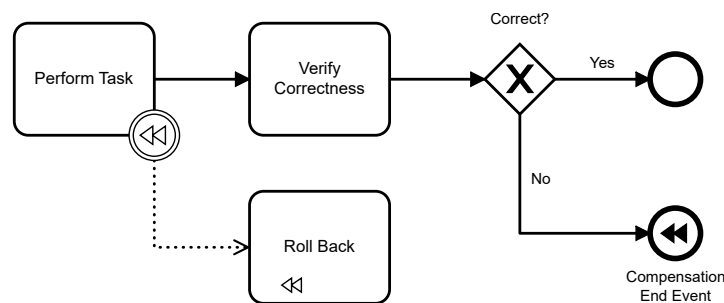 Correct?
Perform Task
Verify
Correctness
Yes
No
Roll Back
Compensation
End Event